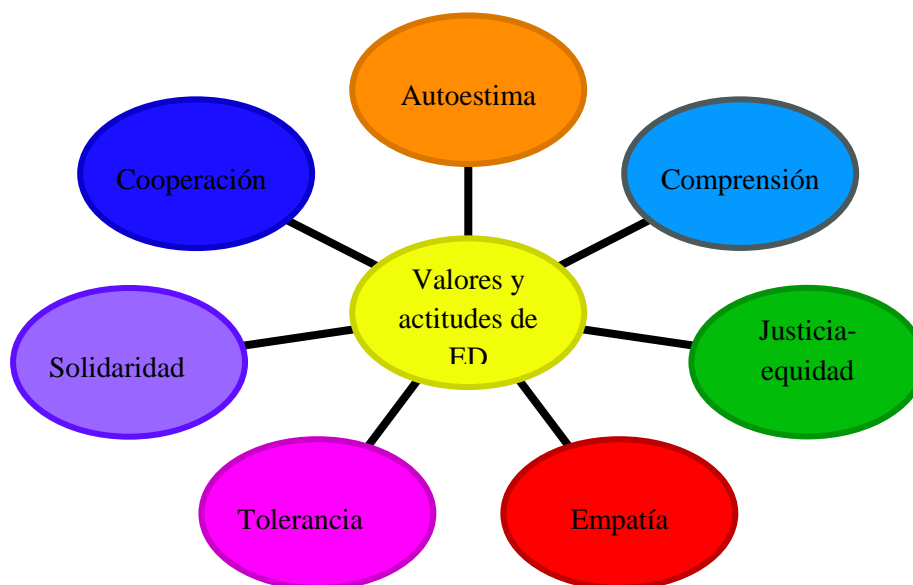 Autoestima
Cooperación
Comprensión
Valores y
actitudes de
ED
Solidaridad
Justicia-
equidad
Tolerancia
Empatía